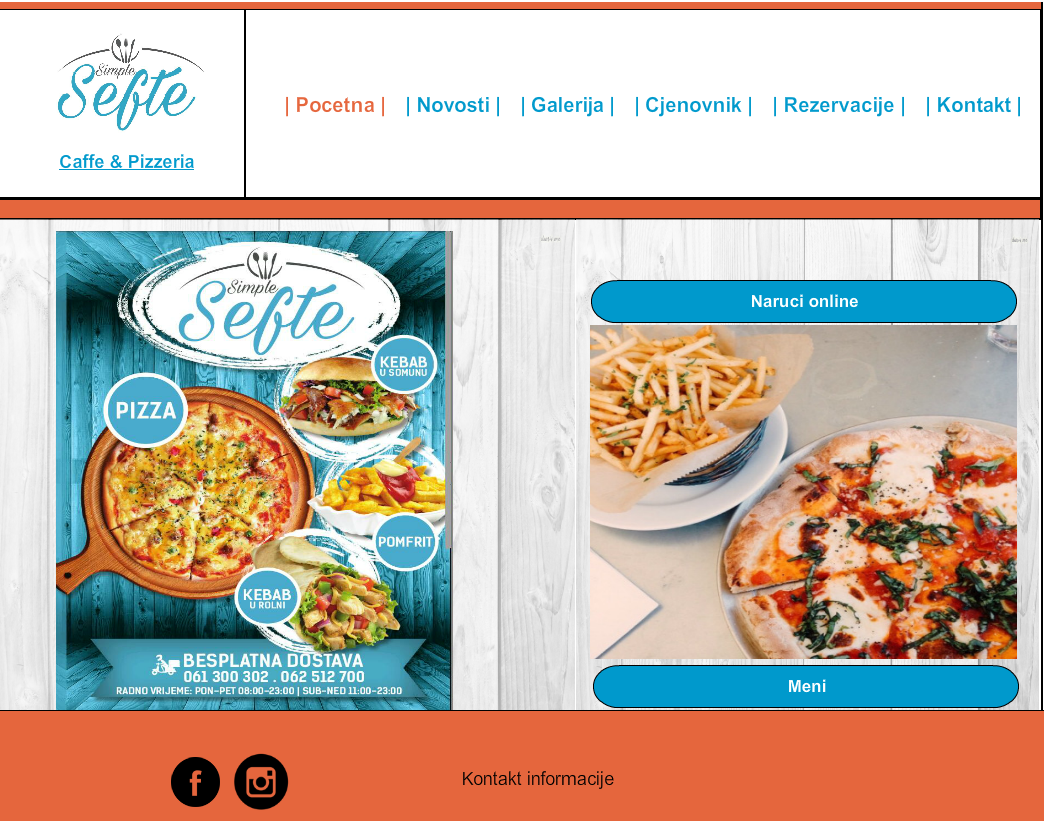 Simple
Sefte
Caffe & Pizzeria
| Pocetna | | Novosti | | Galerija | | Cjenovnik | | Rezervacije | | Kontakt |
Simple
Sefte
KEBAB
U SOMUNU
PIZZA
POMFRIT
KEBAB
U ROLNI
BESPLATNA DOSTAVA
061 300 302 . 062 512 700
RADNO VRIJEME: PON-PET 08:00-23:00 | SUB-NED 11:00-23:00
Naruci online
Meni
f
Kontakt informacije